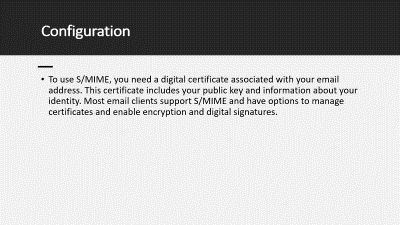 Configuration
• To use S/MIME, you need a digital certificate associated with your email
address. This certificate includes your public key and information about your
identity. Most email clients support S/MIME and have options to manage
certificates and enable encryption and digital signatures.